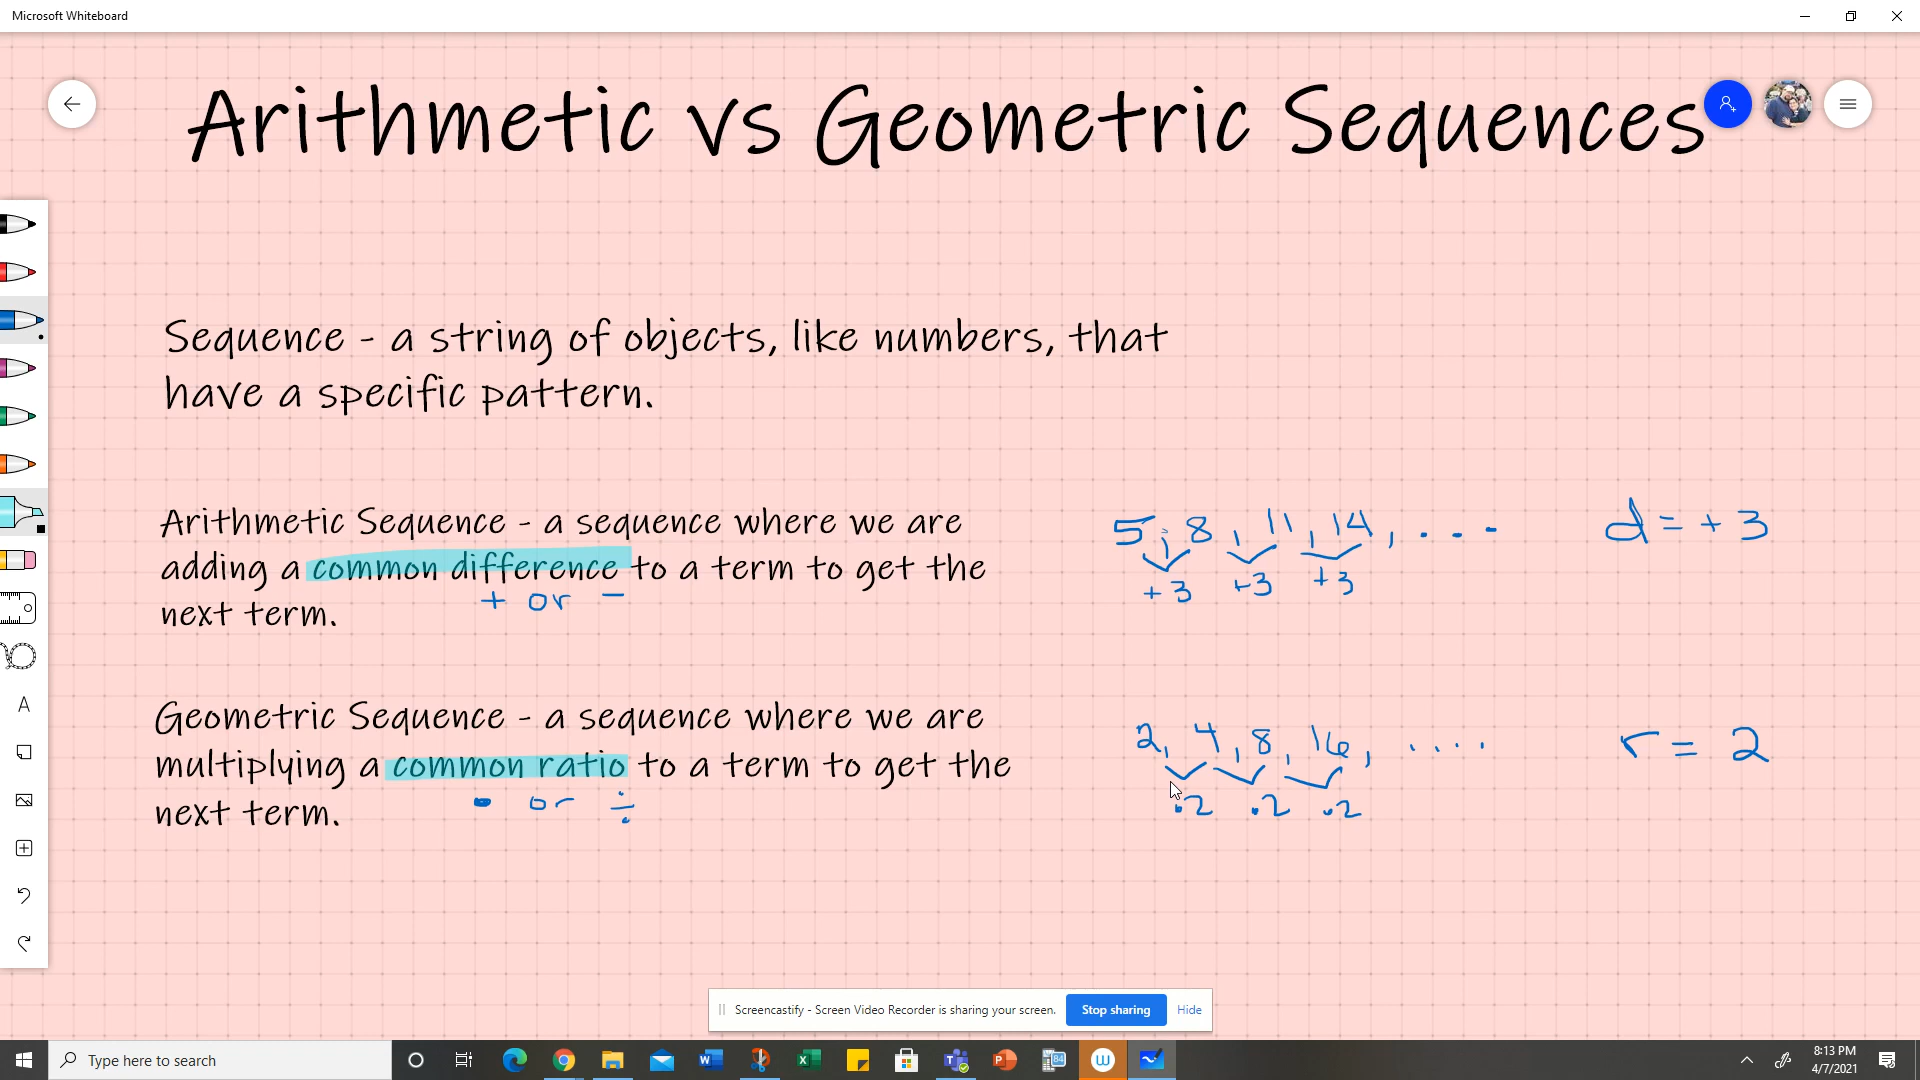 Microsoft Whiteboard
Arithmetic vs Geometric Sequences
Sequence - a string of objects, like numbers, that
have a specific pattern.
Arithmetic Sequence - a sequence where we are
adding a common difference to a term to get the
+ or −
next term.
5, 8, 11, 14, ...
+3 +3 +3
d = + 3
Geometric Sequence - a sequence where we are
multiplying a common ratio to a term to get the
· or ÷
next term.
2, 4, 8, 16, ....
·2 ·2 ·2
r = 2
A
Screencastify - Screen Video Recorder is sharing your screen. Stop sharing Hide
Type here to search
8:13 PM
4/7/2021